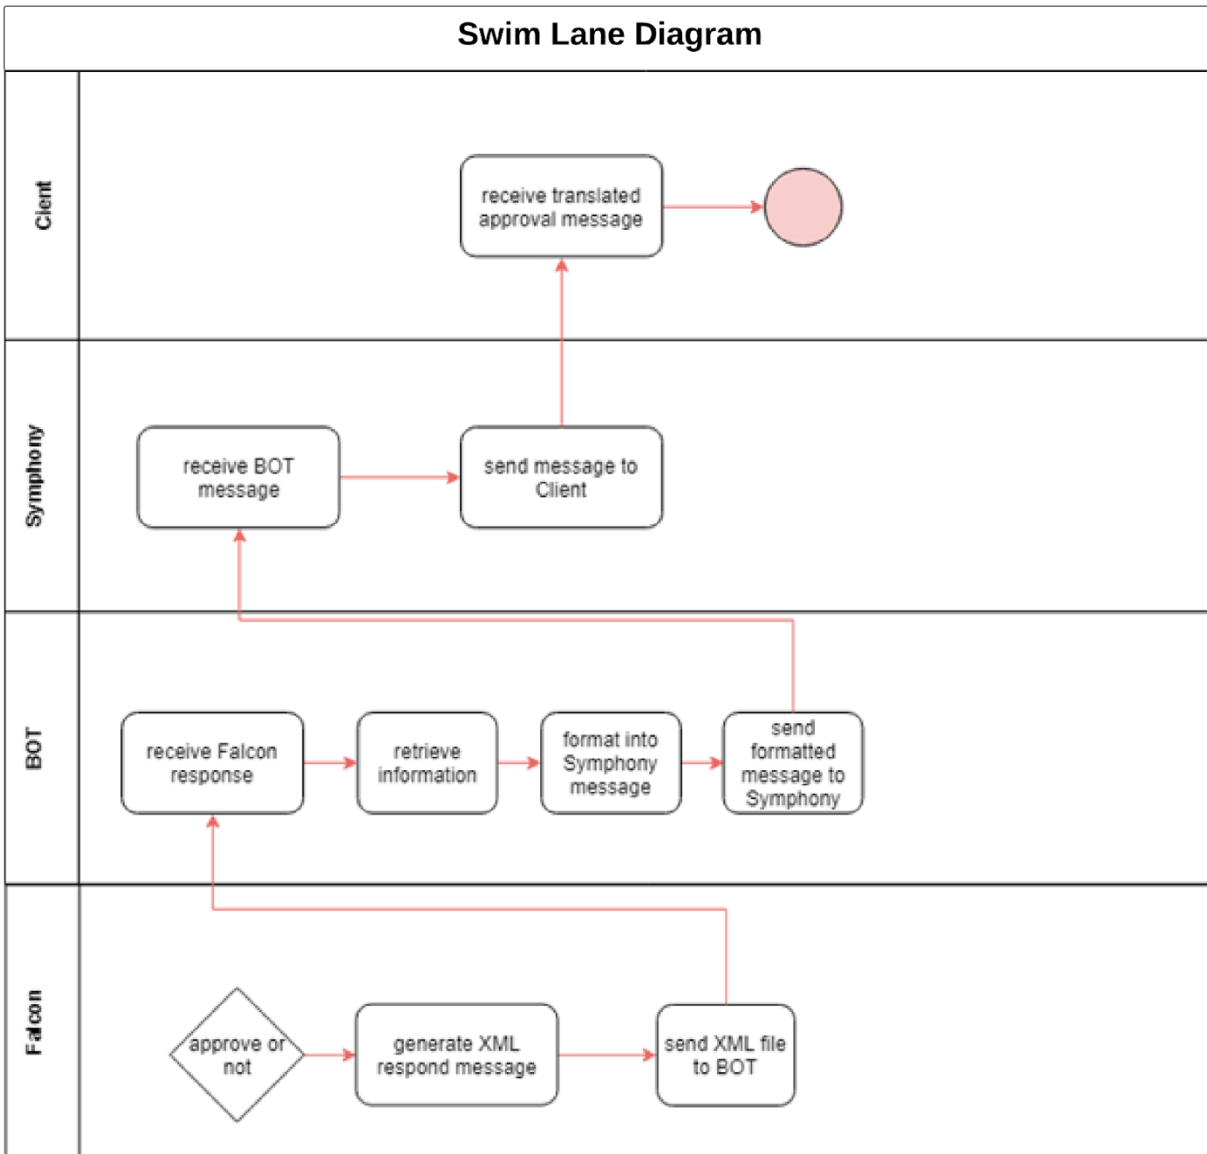 Swim Lane Diagram
Cient
receive translated
approval message
Symphony
receive BOT
message
send message to
Client
BOT
receive Falcon
response
retrieve
information
format into
Symphony
message
send
formatted
message to
Symphony
Falcon
approve or
not
generate XML
respond message
send XML file
to BOT